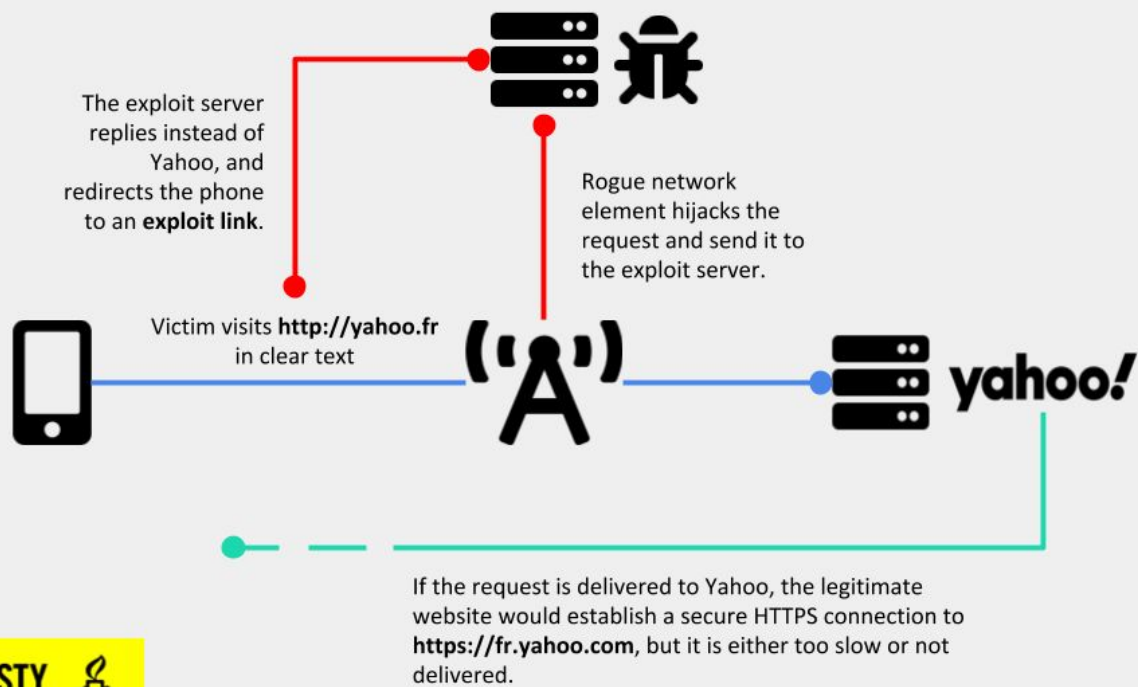 The exploit server
replies instead of
Yahoo, and
redirects the phone
to an exploit link.
Rogue network
element hijacks the
request and send it to
the exploit server.
Victim visits http://yahoo.fr
in clear text
yahoo!
If the request is delivered to Yahoo, the legitimate
website would establish a secure HTTPS connection to
https://fr.yahoo.com, but it is either too slow or not
delivered.
STY